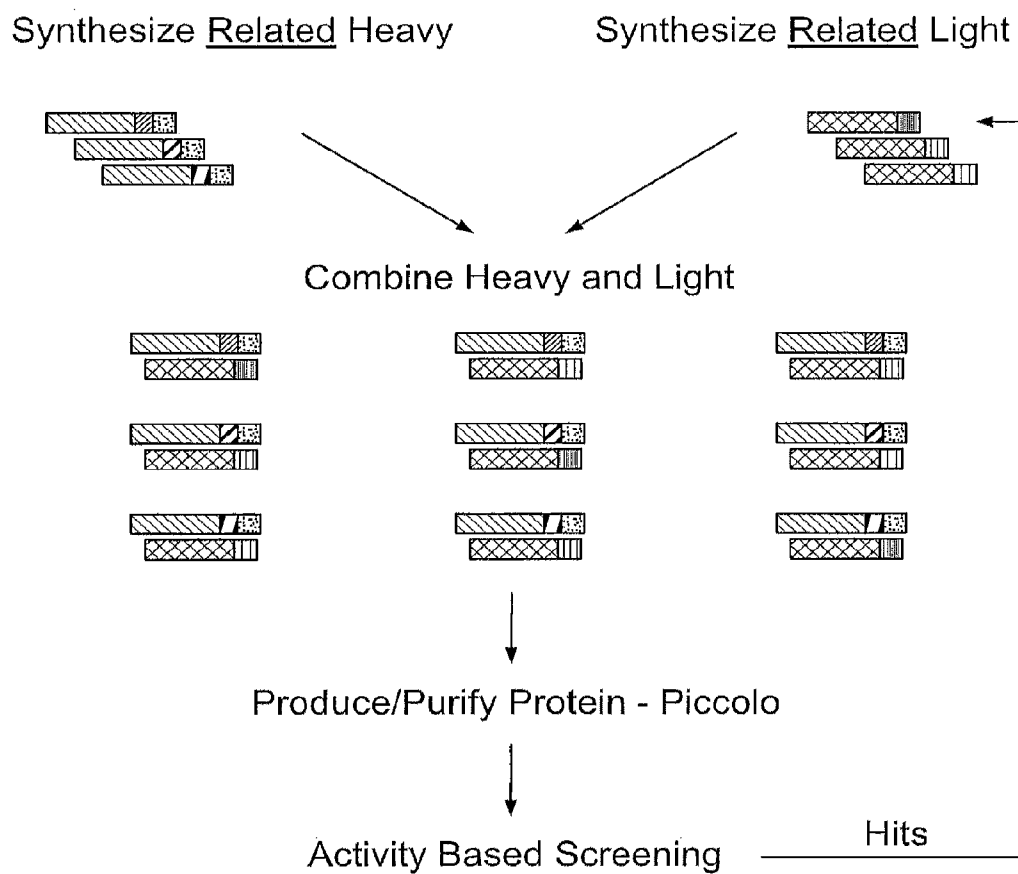 Synthesize Related Heavy
Synthesize Related Light
Combine Heavy and Light
Produce/Purify Protein - Piccolo
Activity Based Screening
Hits